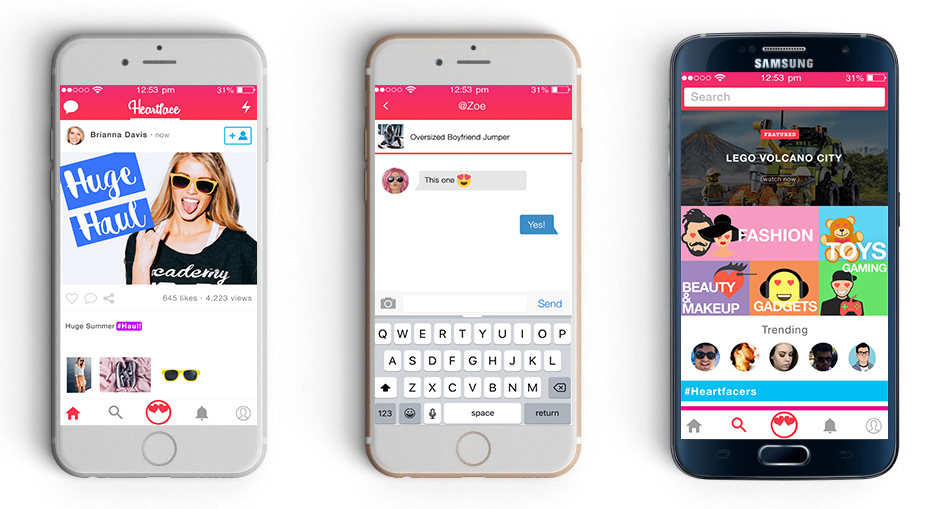 12:53 pm
31%
Heartface
Brianna Davis · now
+
Huge
Haul
cademy
645 likes · 4,223 views
Huge Summer #Haul!
12:53 pm
31%
@Zoe
Oversized Boyfriend Jumper
This one 😍
Yes!
Send
Q W E R T Y U I O P
A S D F G H J K L
Z X C V B N M
123 space return
SAMSUNG
12:53 pm
31%
Search
FEATURED
LEGO VOLCANO CITY
(watch now)
FASHION
TOYS
GAMING
BEAUTY
&
MAKEUP
GADGETS
Trending
#Heartfacers